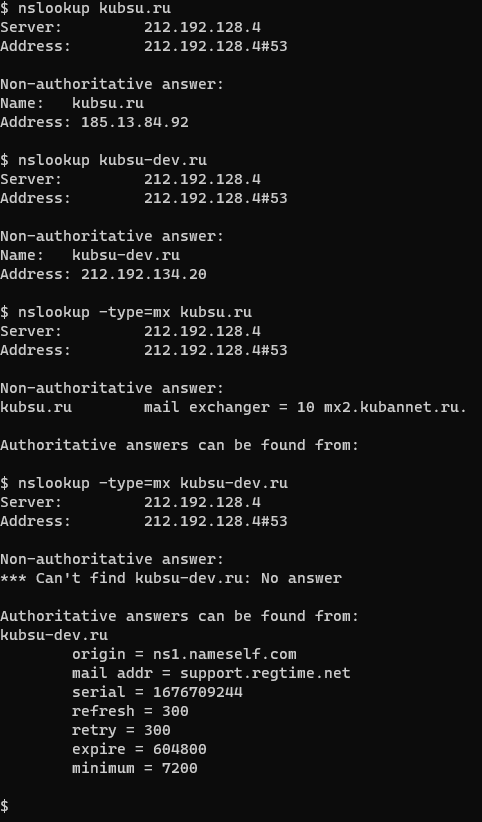 $ nslookup kubsu.ru
Server:         212.192.128.4
Address:        212.192.128.4#53

Non-authoritative answer:
Name:   kubsu.ru
Address: 185.13.84.92

$ nslookup kubsu-dev.ru
Server:         212.192.128.4
Address:        212.192.128.4#53

Non-authoritative answer:
Name:   kubsu-dev.ru
Address: 212.192.134.20

$ nslookup -type=mx kubsu.ru
Server:         212.192.128.4
Address:        212.192.128.4#53

Non-authoritative answer:
kubsu.ru        mail exchanger = 10 mx2.kubannet.ru.

Authoritative answers can be found from:

$ nslookup -type=mx kubsu-dev.ru
Server:         212.192.128.4
Address:        212.192.128.4#53

Non-authoritative answer:
*** Can't find kubsu-dev.ru: No answer

Authoritative answers can be found from:
kubsu-dev.ru
        origin = ns1.nameself.com
        mail addr = support.regtime.net
        serial = 1676709244
        refresh = 300
        retry = 300
        expire = 604800
        minimum = 7200

$